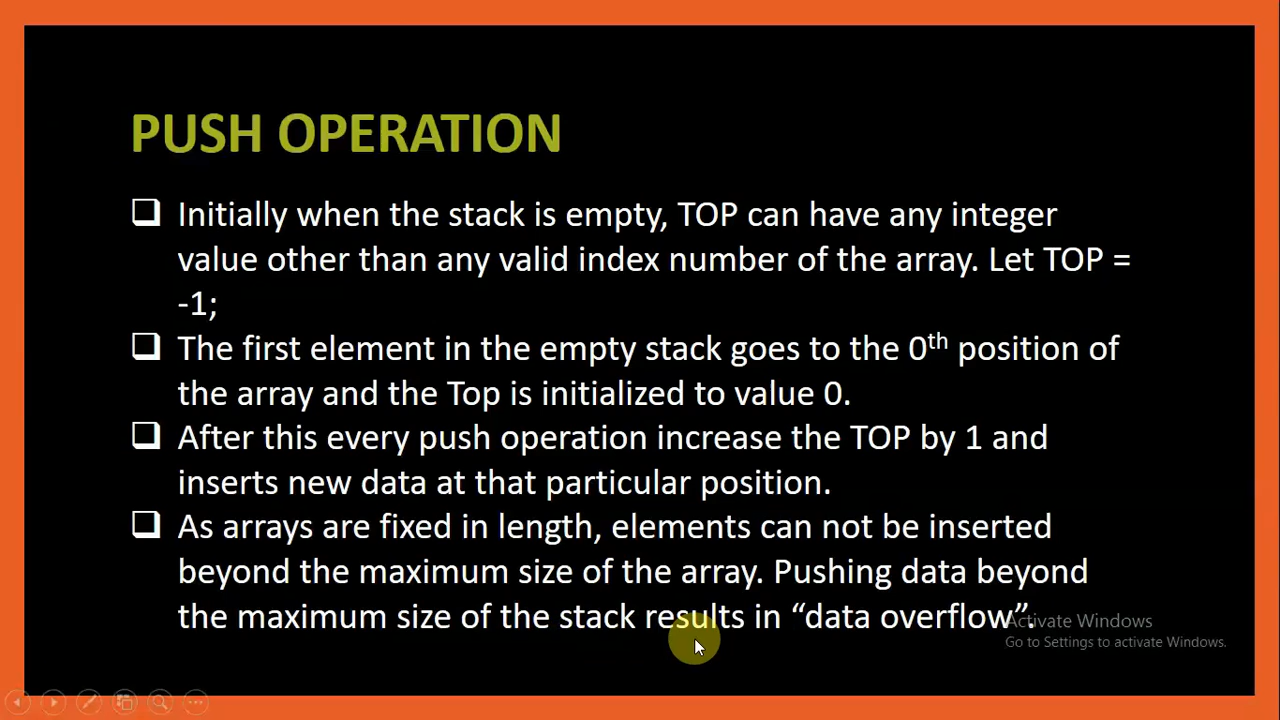 PUSH OPERATION
Initially when the stack is empty, TOP can have any integer
value other than any valid index number of the array. Let TOP =
-1;
The first element in the empty stack goes to the 0th position of
the array and the Top is initialized to value 0.
After this every push operation increase the TOP by 1 and
inserts new data at that particular position.
As arrays are fixed in length, elements can not be inserted
beyond the maximum size of the array. Pushing data beyond
the maximum size of the stack results in “data overflow”.
Activate Windows
Go to Settings to activate Windows.